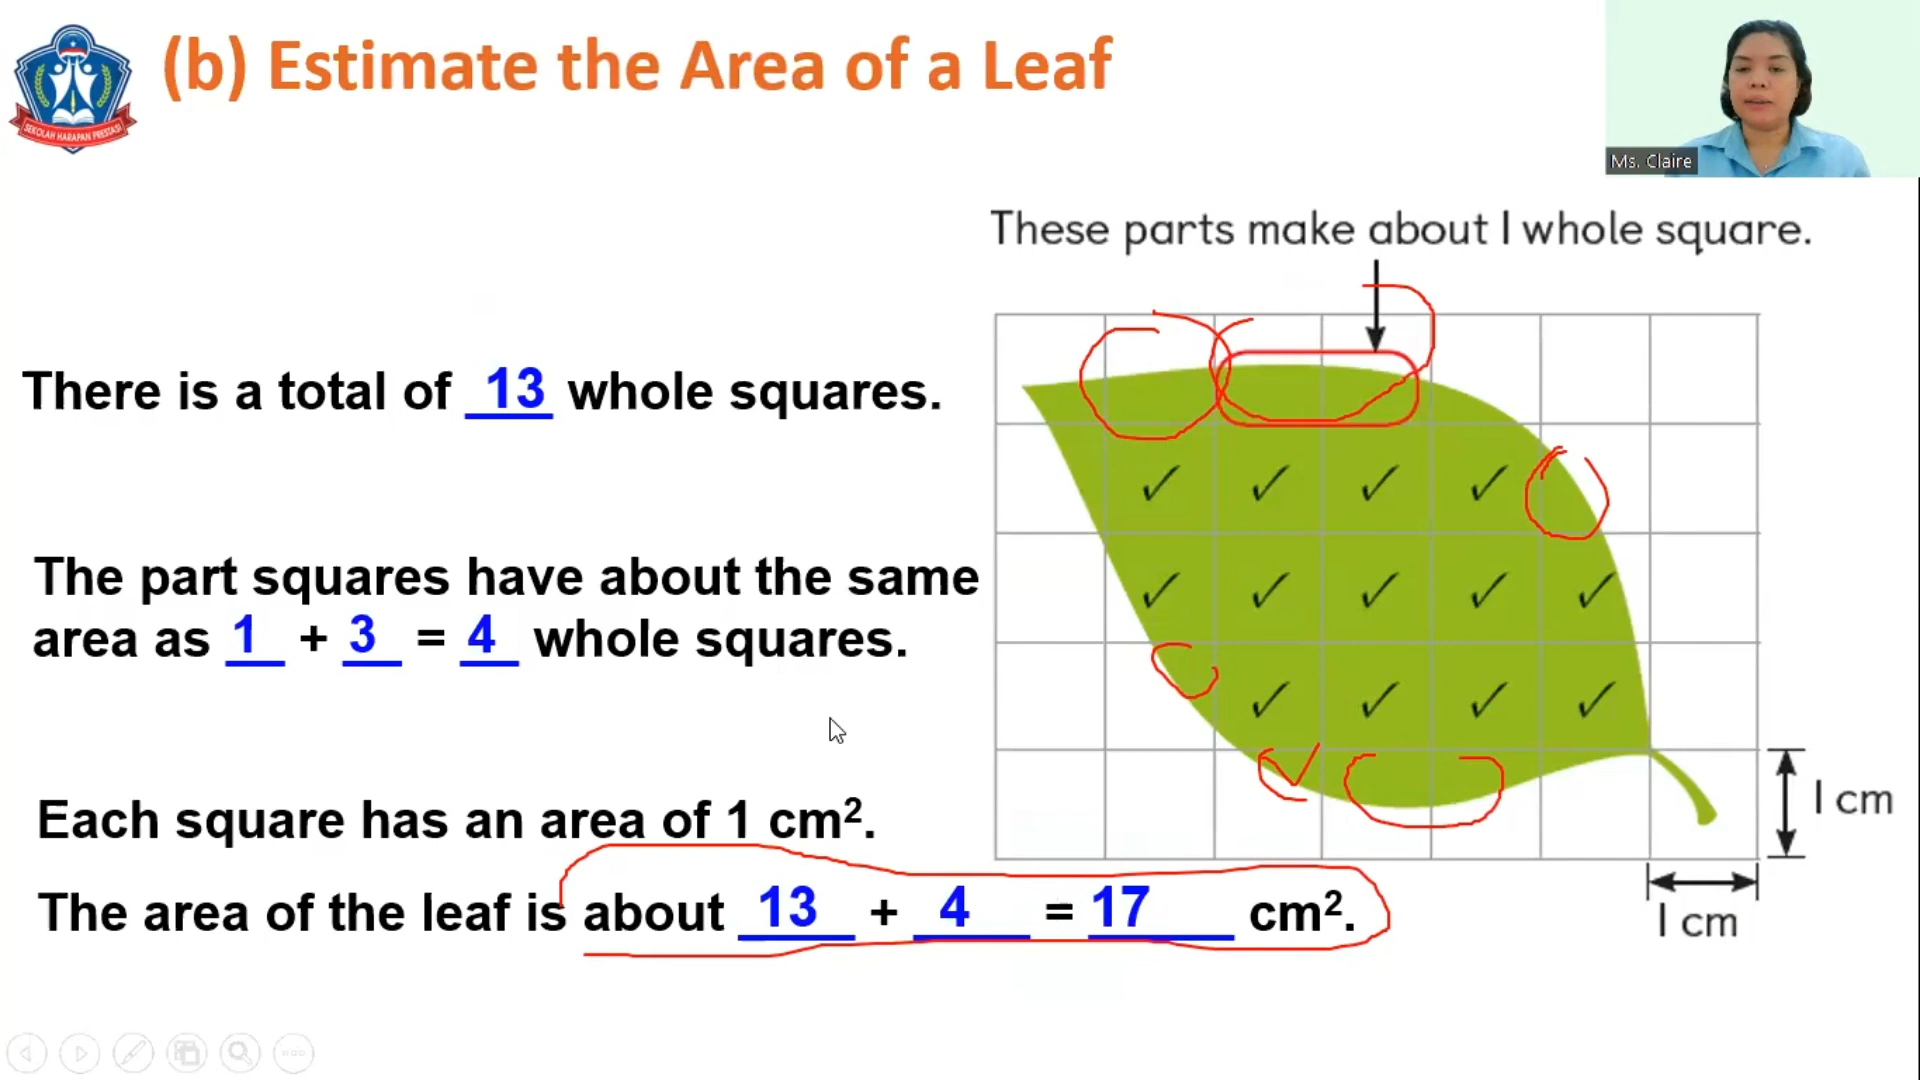 (b) Estimate the Area of a Leaf
SEKOLAH HARAPAN PRESTASI
Ms. Claire
These parts make about 1 whole square.
There is a total of 13 whole squares.
The part squares have about the same
area as 1 + 3 = 4 whole squares.
Each square has an area of 1 cm².
The area of the leaf is about 13 + 4 = 17 cm².
1 cm
1 cm